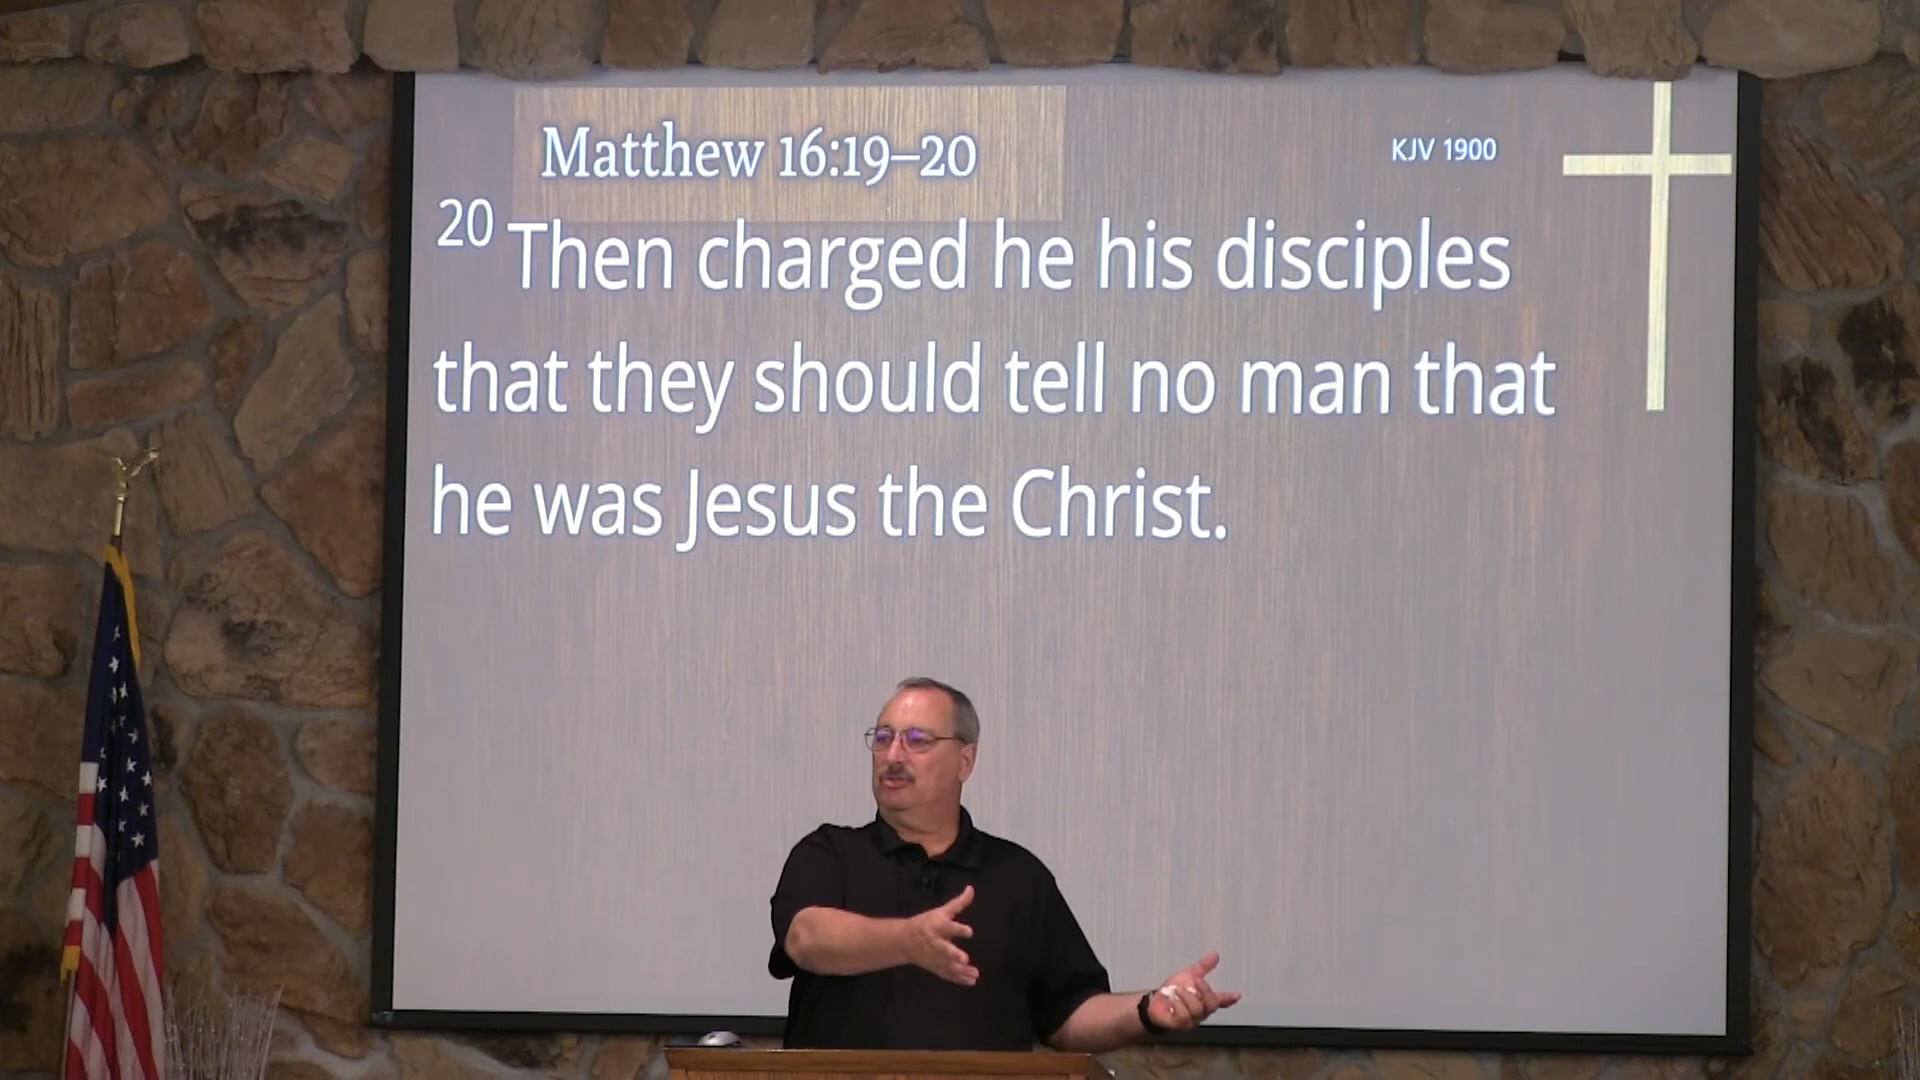 Matthew 16:19–20
KJV 1900
20 Then charged he his disciples
that they should tell no man that
he was Jesus the Christ.